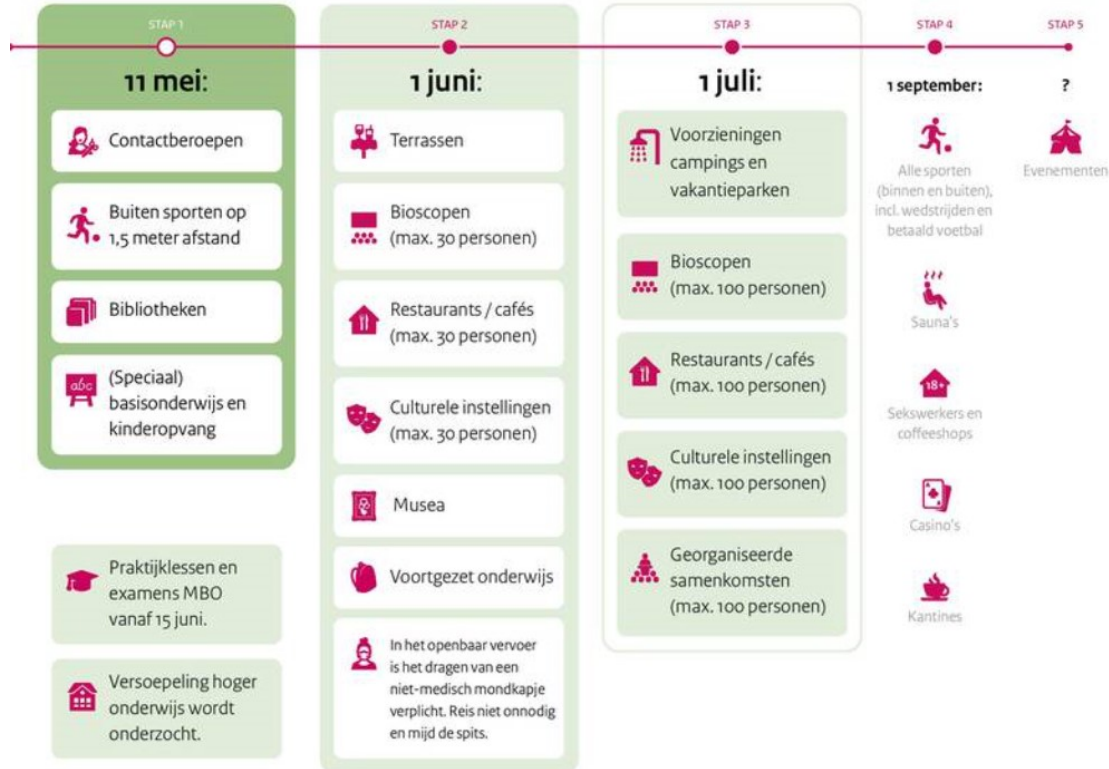 STAP 1
11 mei:
Contactberoepen
Buiten sporten op
1,5 meter afstand
Bibliotheken
abc
(Speciaal)
basisonderwijs en
kinderopvang
Praktijklessen en
examens MBO
vanaf 15 juni.
Versoepeling hoger
onderwijs wordt
onderzocht.
STAP 2
1 juni:
Terrassen
Bioscopen
(max. 30 personen)
Restaurants / cafés
(max. 30 personen)
Culturele instellingen
(max. 30 personen)
Musea
Voortgezet onderwijs
In het openbaar vervoer
is het dragen van een
niet-medisch mondkapje
verplicht. Reis niet onnodig
en mijd de spits.
STAP 3
1 juli:
Voorzieningen
campings en
vakantieparken
Bioscopen
(max. 100 personen)
Restaurants / cafés
(max. 100 personen)
Culturele instellingen
(max. 100 personen)
Georganiseerde
samenkomsten
(max. 100 personen)
STAP 4
1 september:
Alle sporten
(binnen en buiten),
incl. wedstrijden en
betaald voetbal
Sauna's
18+
Sekswerkers en
coffeeshops
Casino's
Kantines
STAP 5
?
Evenementen